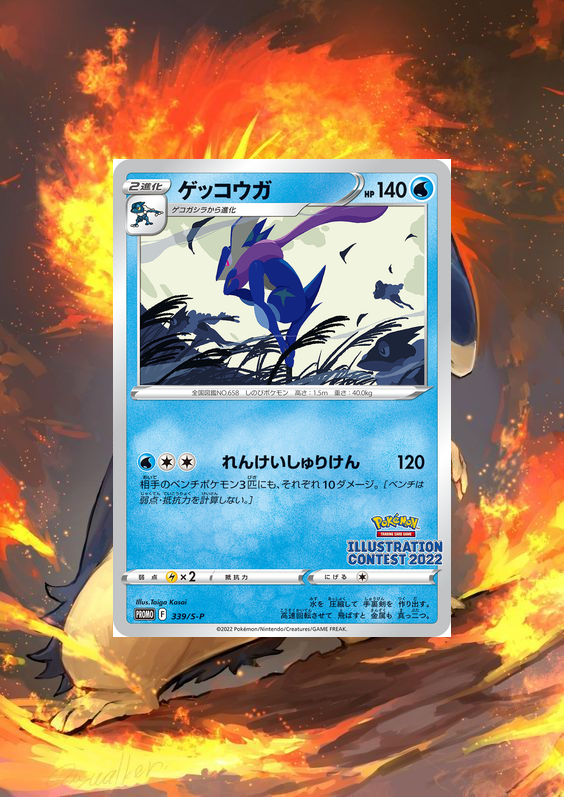 2進化 ゲッコウガ HP 140
ゲコガシラから進化
全国図鑑NO.658 しのびポケモン 高さ：1.5m 重さ：40.0kg
れんけいしゅりけん 120
相手のベンチポケモン3匹にも、それぞれ10ダメージ。[ベンチは
弱点・抵抗力を計算しない。]
Pokémon
TRADING CARD GAME
ILLUSTRATION
CONTEST 2022
弱点 ×2 抵抗力 にげる
Illus.Taiga Kasai
水を 圧縮して 手裏剣を 作り出す。
高速回転させて 飛ばすと 金属も 真っ二つ。
PROMO F 339/S-P
©2022 Pokémon/Nintendo/Creatures/GAME FREAK.